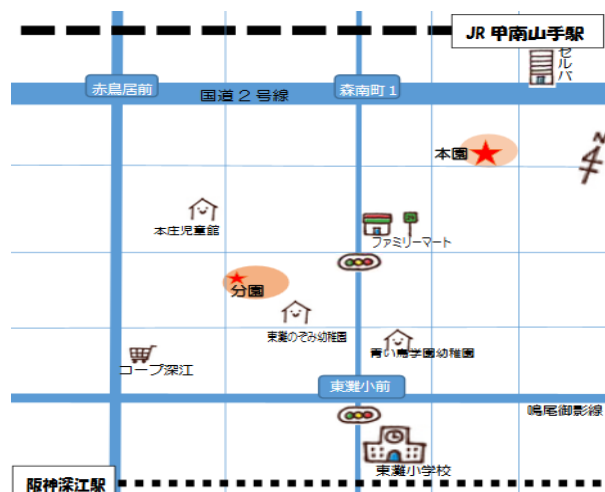 JR 甲南山手駅
セルバ
赤鳥居前
国道２号線
森南町１
本園
N
本庄児童館
ファミリーマート
分園
東灘のぞみ幼稚園
青い鳥学園幼稚園
コープ深江
東灘小前
鳴尾御影線
東灘小学校
阪神深江駅